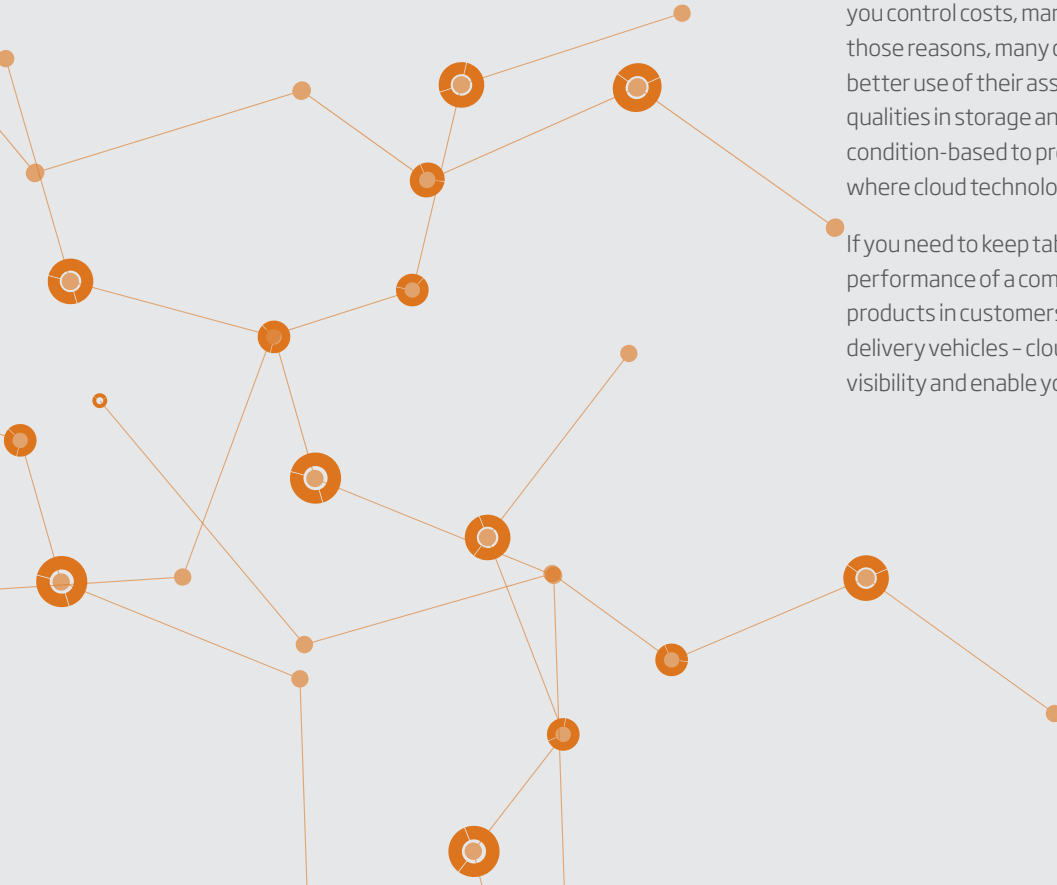 you control costs, mar
those reasons, many
better use of their ass
qualities in storage an
condition-based to pr
where cloud technolo
If you need to keep tab
performance of a com
products in customers
delivery vehicles – clou
visibility and enable yo